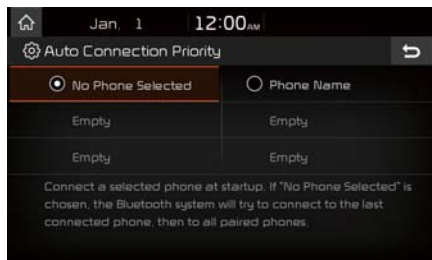 Jan. 1 12:00 AM
Auto Connection Priority
No Phone Selected Phone Name
Empty Empty
Empty Empty
Connect a selected phone at startup. If "No Phone Selected" is
chosen, the Bluetooth system will try to connect to the last
connected phone, then to all paired phones.